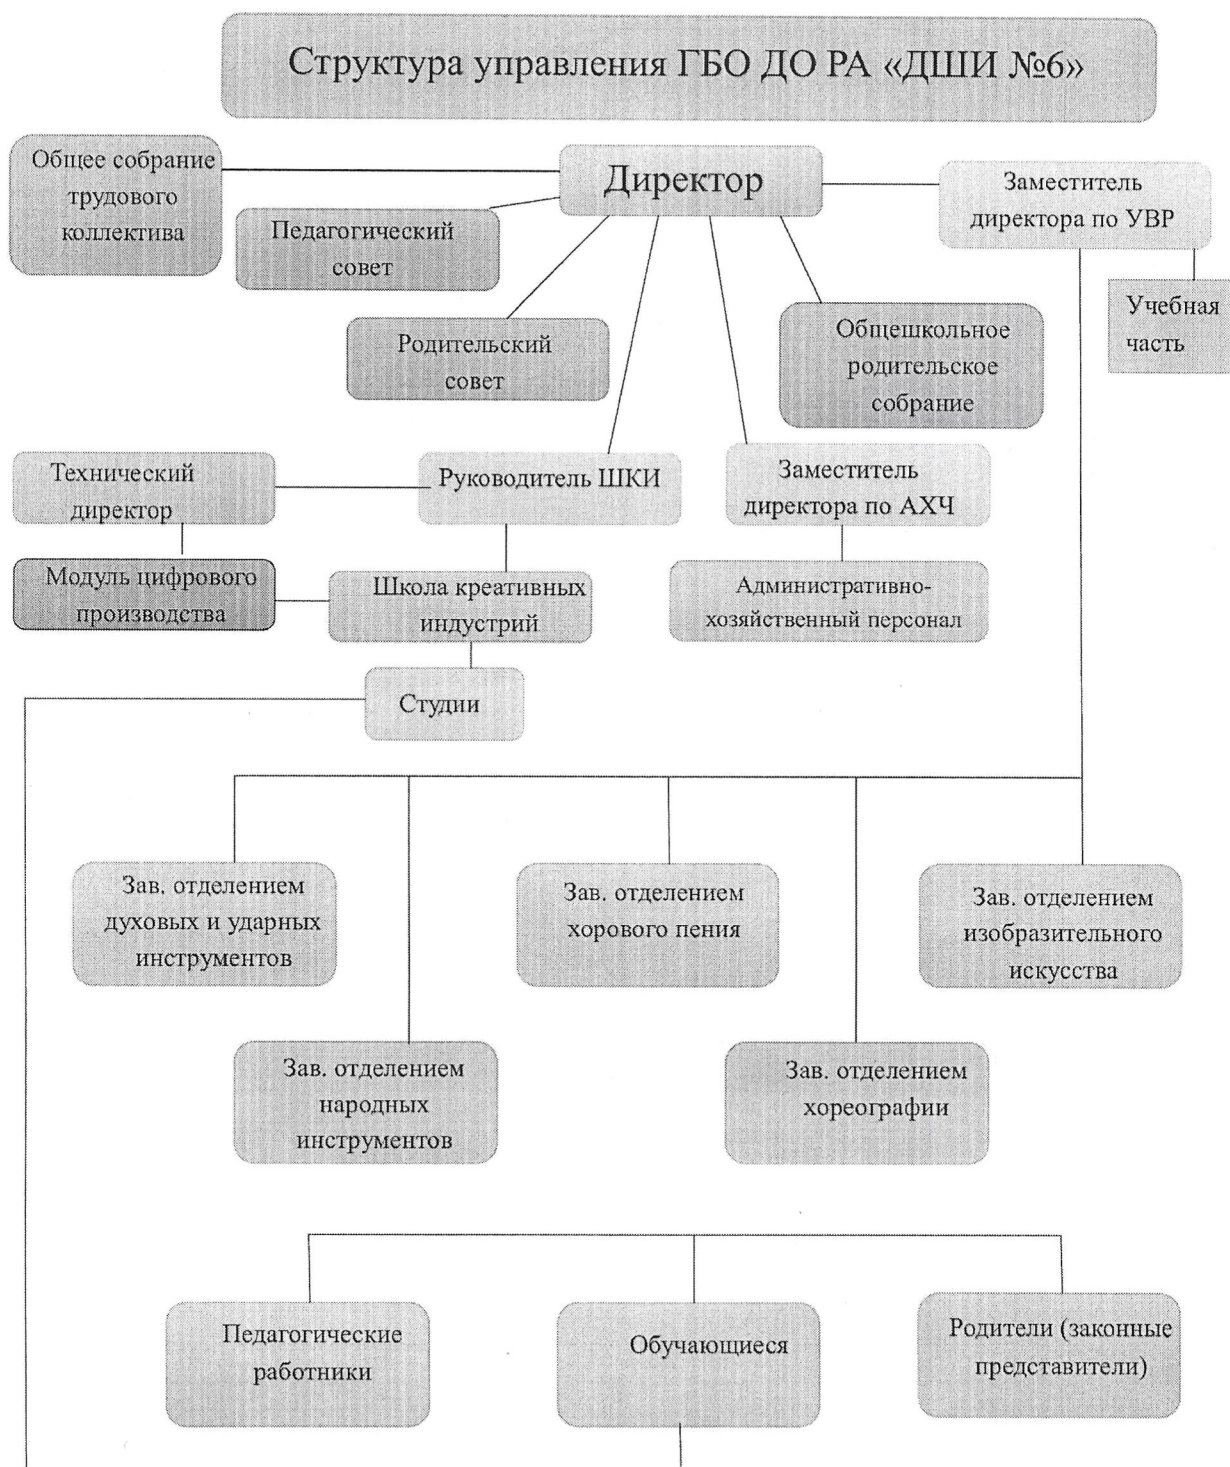 Структура управления ГБО ДО РА «ДШИ №6»
Общее собрание
трудового
коллектива
Директор
Заместитель
директора по УВР
Педагогический
совет
Учебная
часть
Родительский
совет
Общешкольное
родительское
собрание
Технический
директор
Руководитель ШКИ
Заместитель
директора по АХЧ
Модуль цифрового
производства
Школа креативных
индустрий
Административно-
хозяйственный персонал
Студии
Зав. отделением
духовых и ударных
инструментов
Зав. отделением
хорового пения
Зав. отделением
изобразительного
искусства
Зав. отделением
народных
инструментов
Зав. отделением
хореографии
Педагогические
работники
Обучающиеся
Родители (законные
представители)